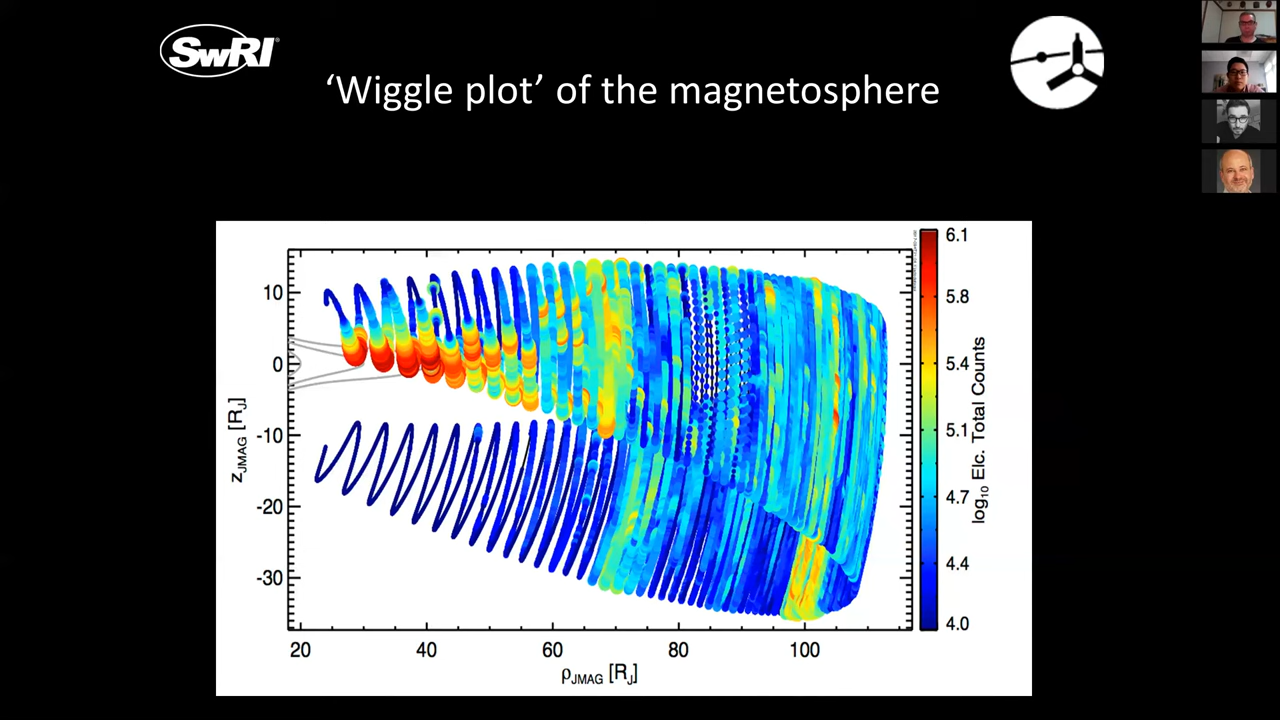 SwRI®
‘Wiggle plot’ of the magnetosphere
10
0
-10
-20
-30
z_JMAG [R_J]
20 40 60 80 100
ρ_JMAG [R_J]
6.1
5.8
5.4
5.1
4.7
4.4
4.0
log₁₀ Elc. Total Counts